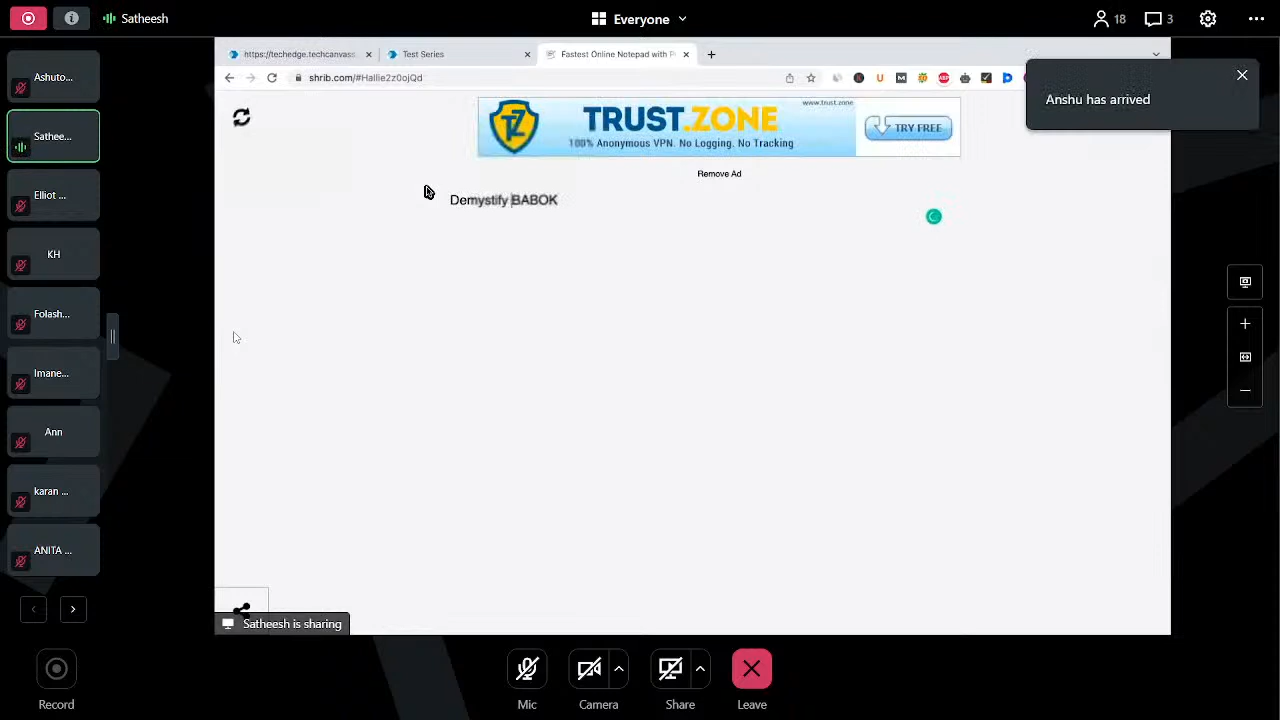 Satheesh
Everyone
18
3
Ashuto...
Sathee...
Elliot ...
KH
Folash...
Imane...
Ann
karan ...
ANITA ...
https://techedge.techcanvass
Test Series
Fastest Online Notepad with
shrib.com/#Hallie2z0ojQd
Anshu has arrived
www.trust.zone
TRUST.ZONE
100% Anonymous VPN. No Logging. No Tracking
TRY FREE
Remove Ad
Demystify BABOK
Satheesh is sharing
Record
Mic
Camera
Share
Leave